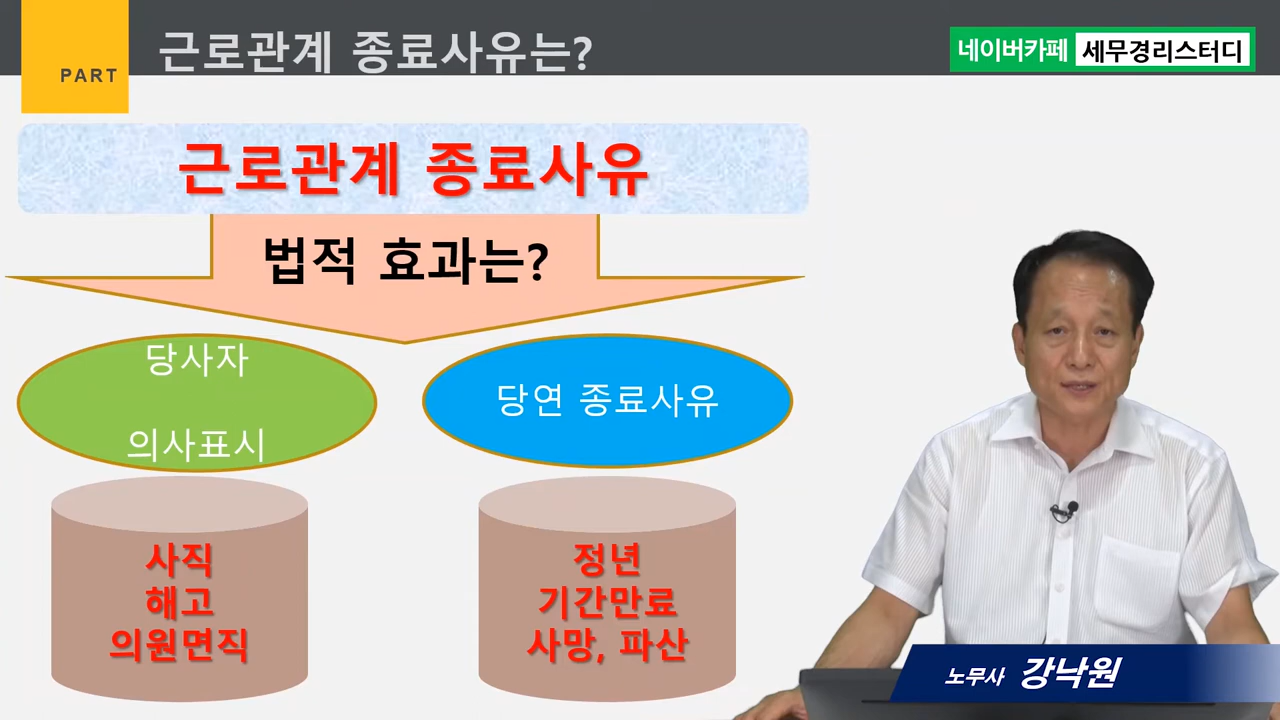 PART
근로관계 종료사유는?
네이버카페 세무경리스터디
근로관계 종료사유
법적 효과는?
당사자
의사표시
당연 종료사유
사직
해고
의원면직
정년
기간만료
사망, 파산
노무사 강낙원